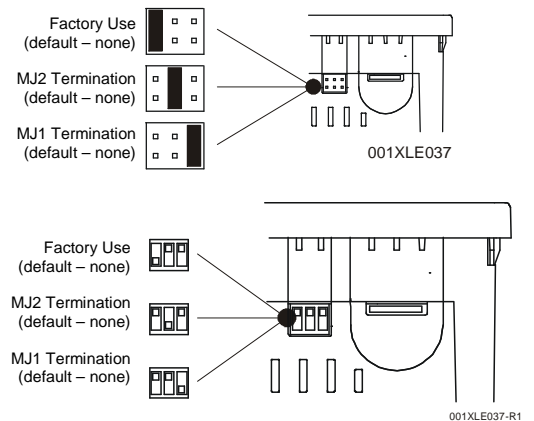 Factory Use
(default – none)
MJ2 Termination
(default – none)
MJ1 Termination
(default – none)
001XLE037
Factory Use
(default – none)
MJ2 Termination
(default – none)
MJ1 Termination
(default – none)
001XLE037-R1